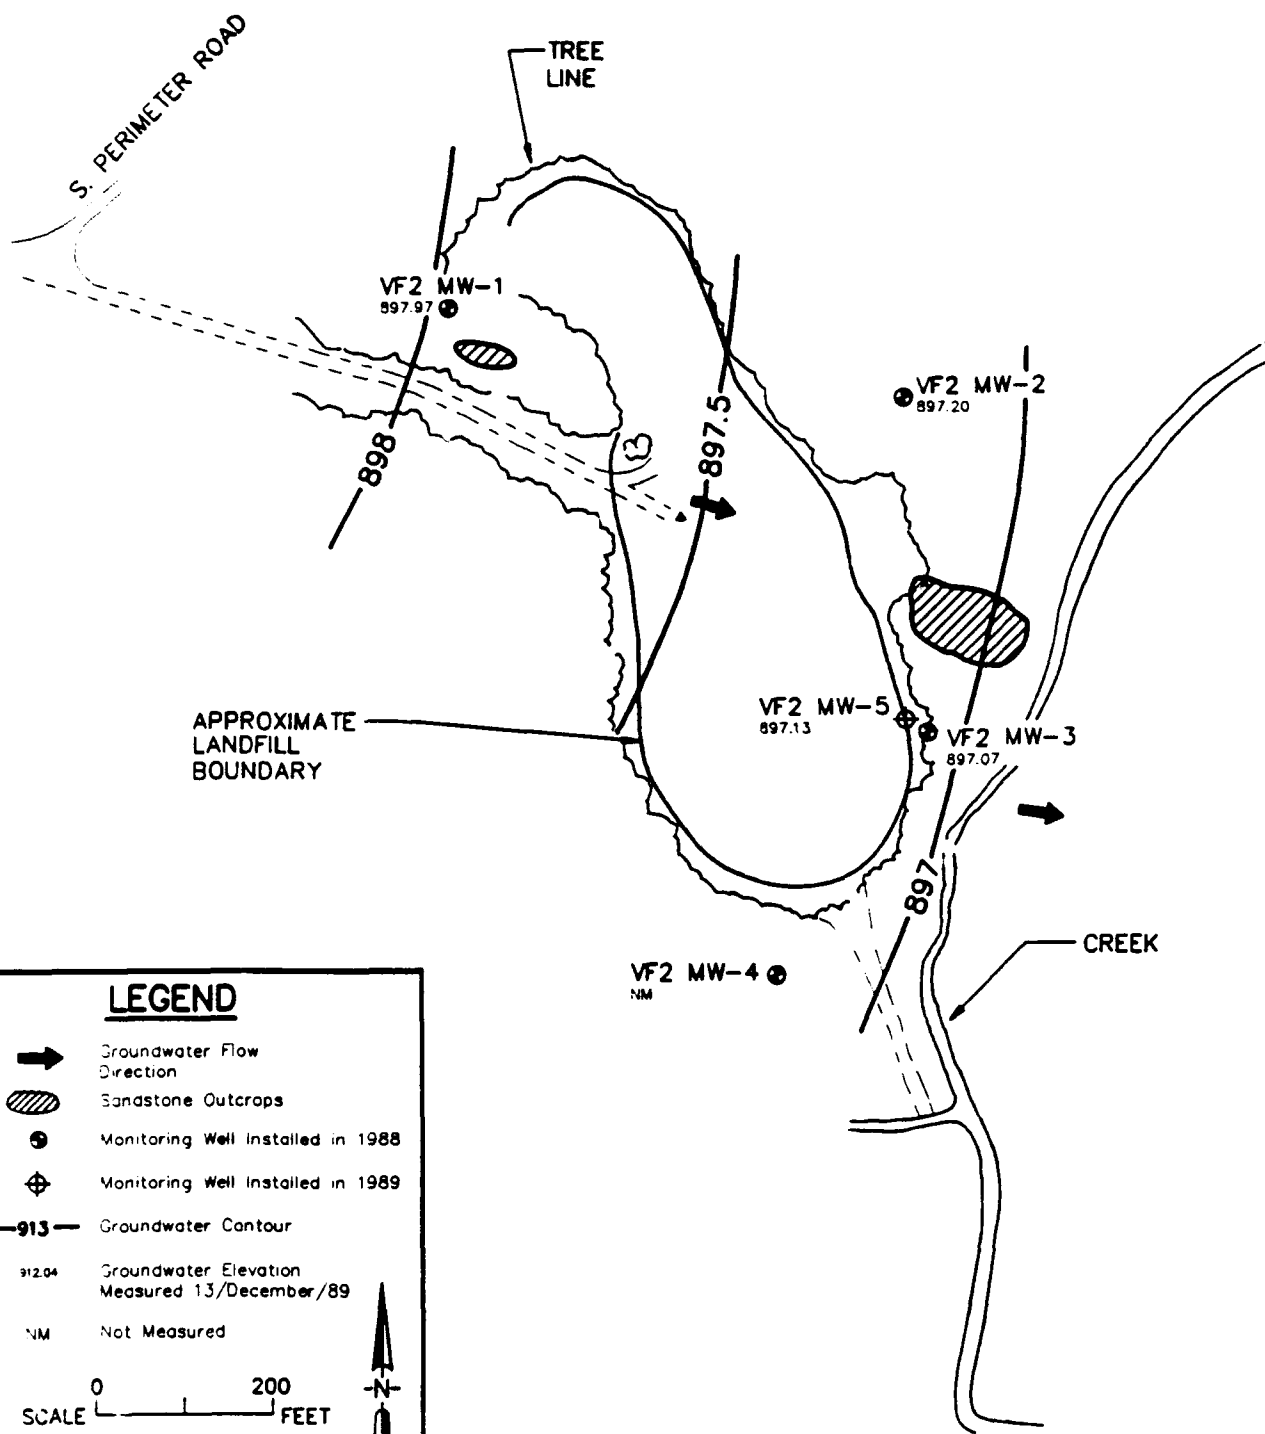 S. PERIMETER ROAD
TREE
LINE
VF2 MW-1
897.97
VF2 MW-2
897.20
898
897.5
VF2 MW-5
897.13
VF2 MW-3
897.07
APPROXIMATE
LANDFILL
BOUNDARY
897
CREEK
VF2 MW-4
NM
LEGEND
Groundwater Flow
Direction
Sandstone Outcrops
Monitoring Well Installed in 1988
Monitoring Well Installed in 1989
913
Groundwater Contour
912.04
Groundwater Elevation
Measured 13/December/89
NM
Not Measured
0 200
SCALE FEET
-N-